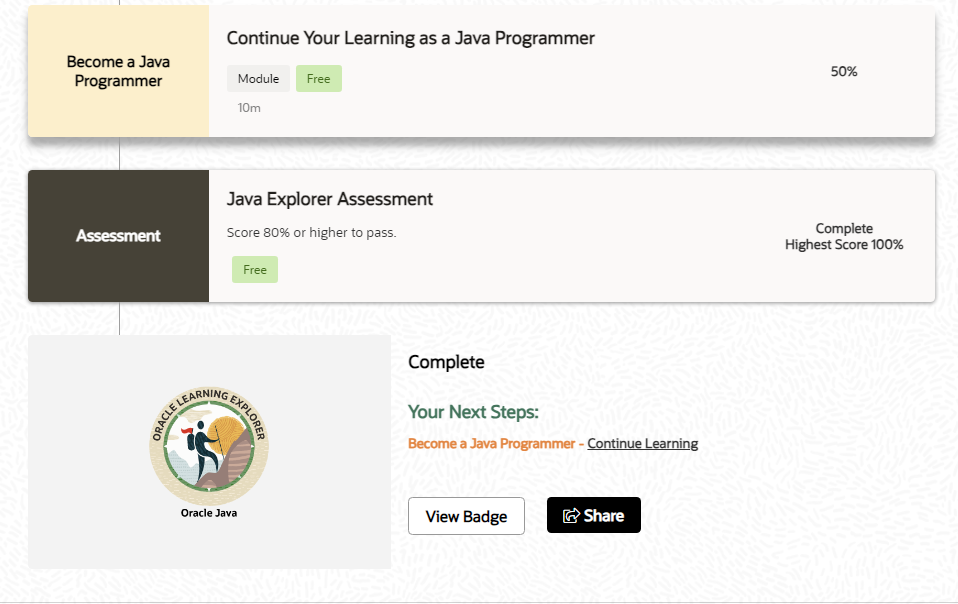 Become a Java
Programmer
Continue Your Learning as a Java Programmer
Module Free
10m
50%
Assessment
Java Explorer Assessment
Score 80% or higher to pass.
Free
Complete
Highest Score 100%
ORACLE LEARNING EXPLORER
Oracle Java
Complete
Your Next Steps:
Become a Java Programmer - Continue Learning
View Badge Share